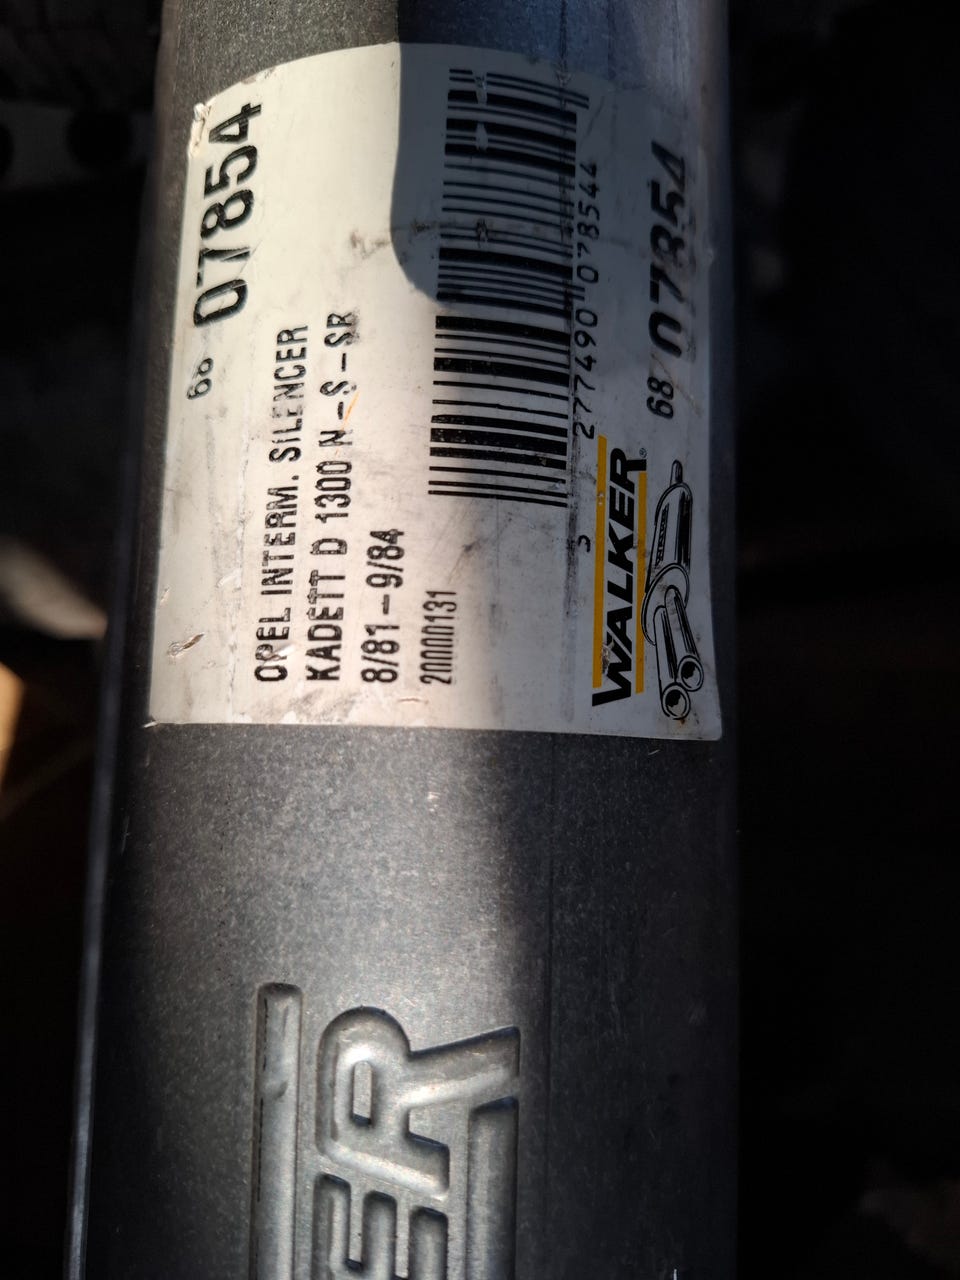 68 07854
OPEL INTERM. SILENCER
KADETT D 1300 N-S-SR
8/81-9/84
20000131
3 277490 078544
68 07854
WALKER®
ER